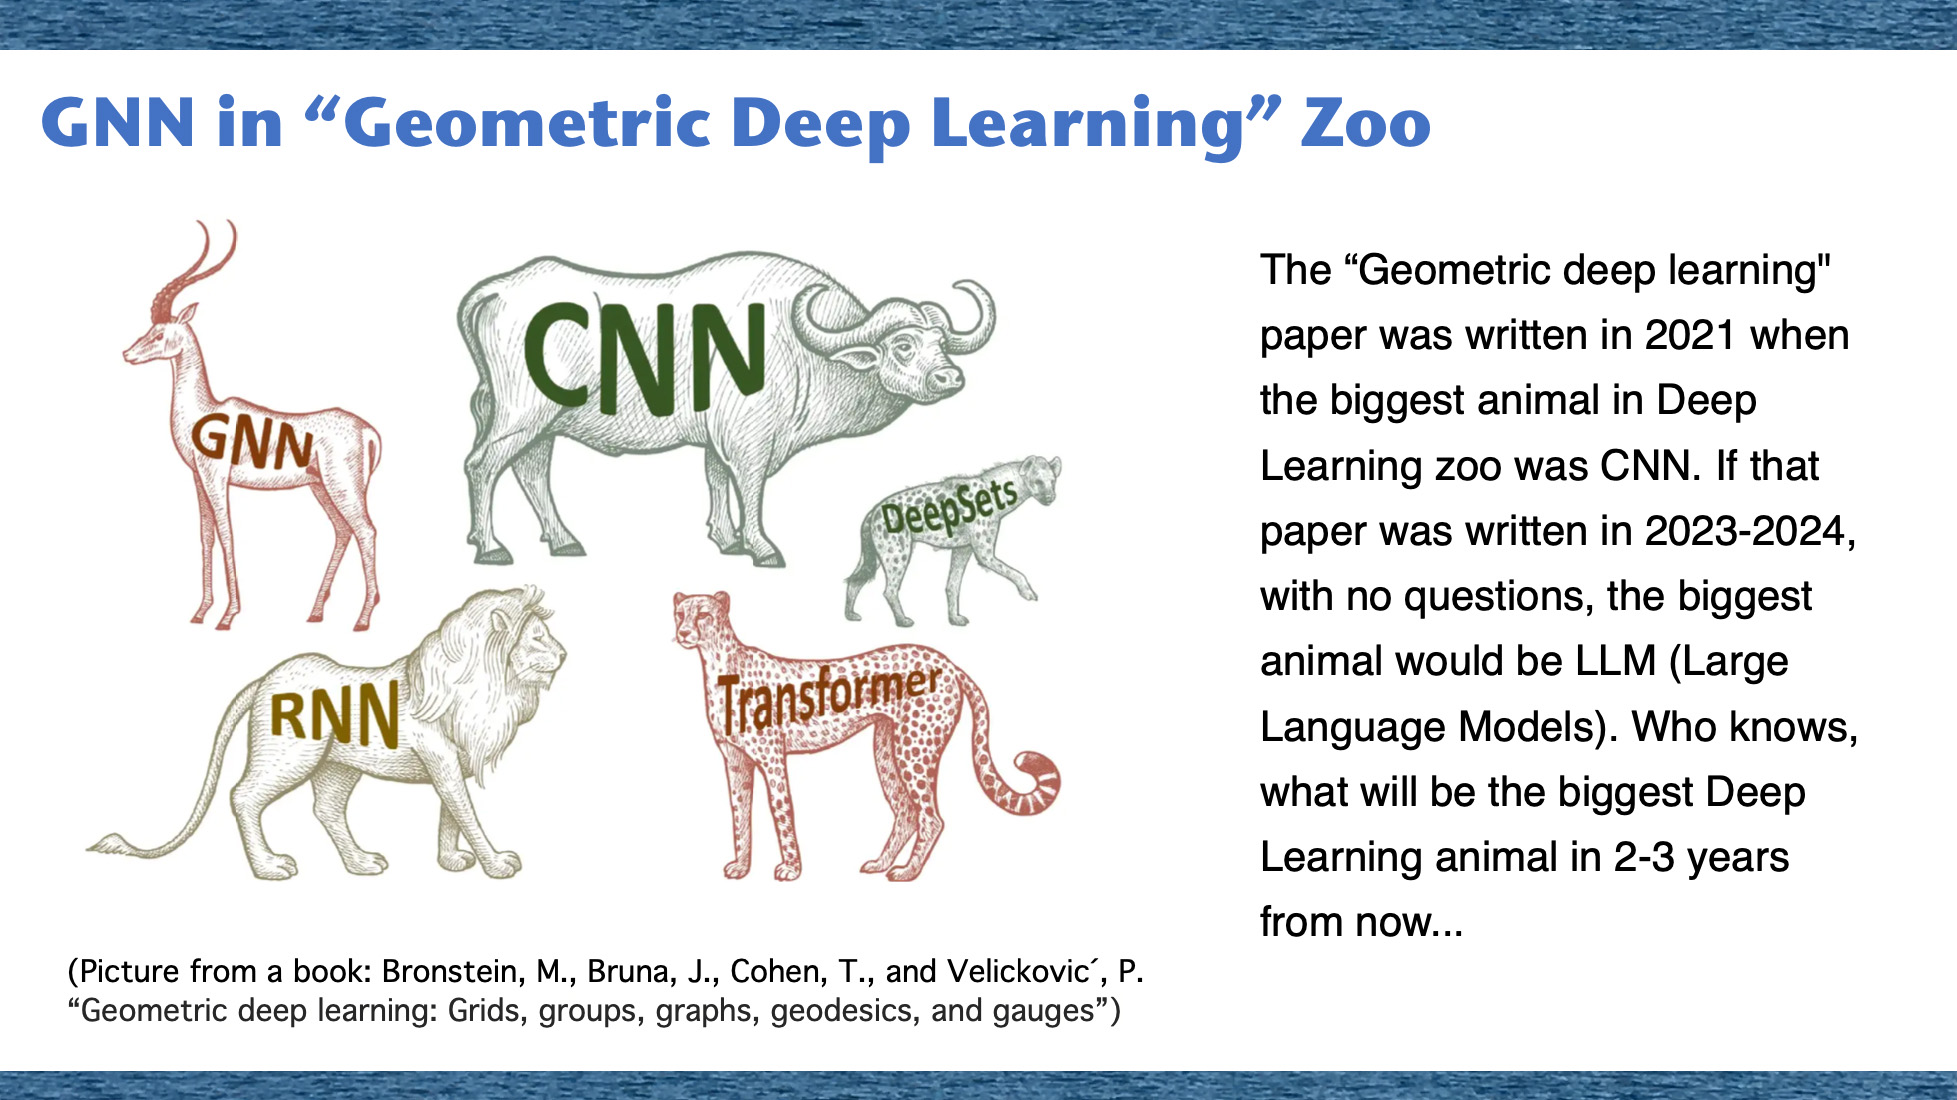 GNN in “Geometric Deep Learning” Zoo
GNN
CNN
DeepSets
RNN
Transformer
The “Geometric deep learning"
paper was written in 2021 when
the biggest animal in Deep
Learning zoo was CNN. If that
paper was written in 2023-2024,
with no questions, the biggest
animal would be LLM (Large
Language Models). Who knows,
what will be the biggest Deep
Learning animal in 2-3 years
from now...
(Picture from a book: Bronstein, M., Bruna, J., Cohen, T., and Velickovic´, P.
“Geometric deep learning: Grids, groups, graphs, geodesics, and gauges”)